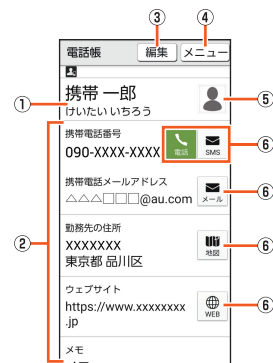 ③ ④
電話帳 編集 メニュー
① 携帯 一郎 ⑤
けいたい いちろう
携帯電話番号
090-XXXX-XXXX 電話 SMS ⑥
携帯電話メールアドレス
△△△□□□@au.com メール ⑥
②
勤務先の住所
XXXXXXX
東京都 品川区 地図 ⑥
ウェブサイト
https://www.xxxxxxxx
.jp WEB ⑥
メモ